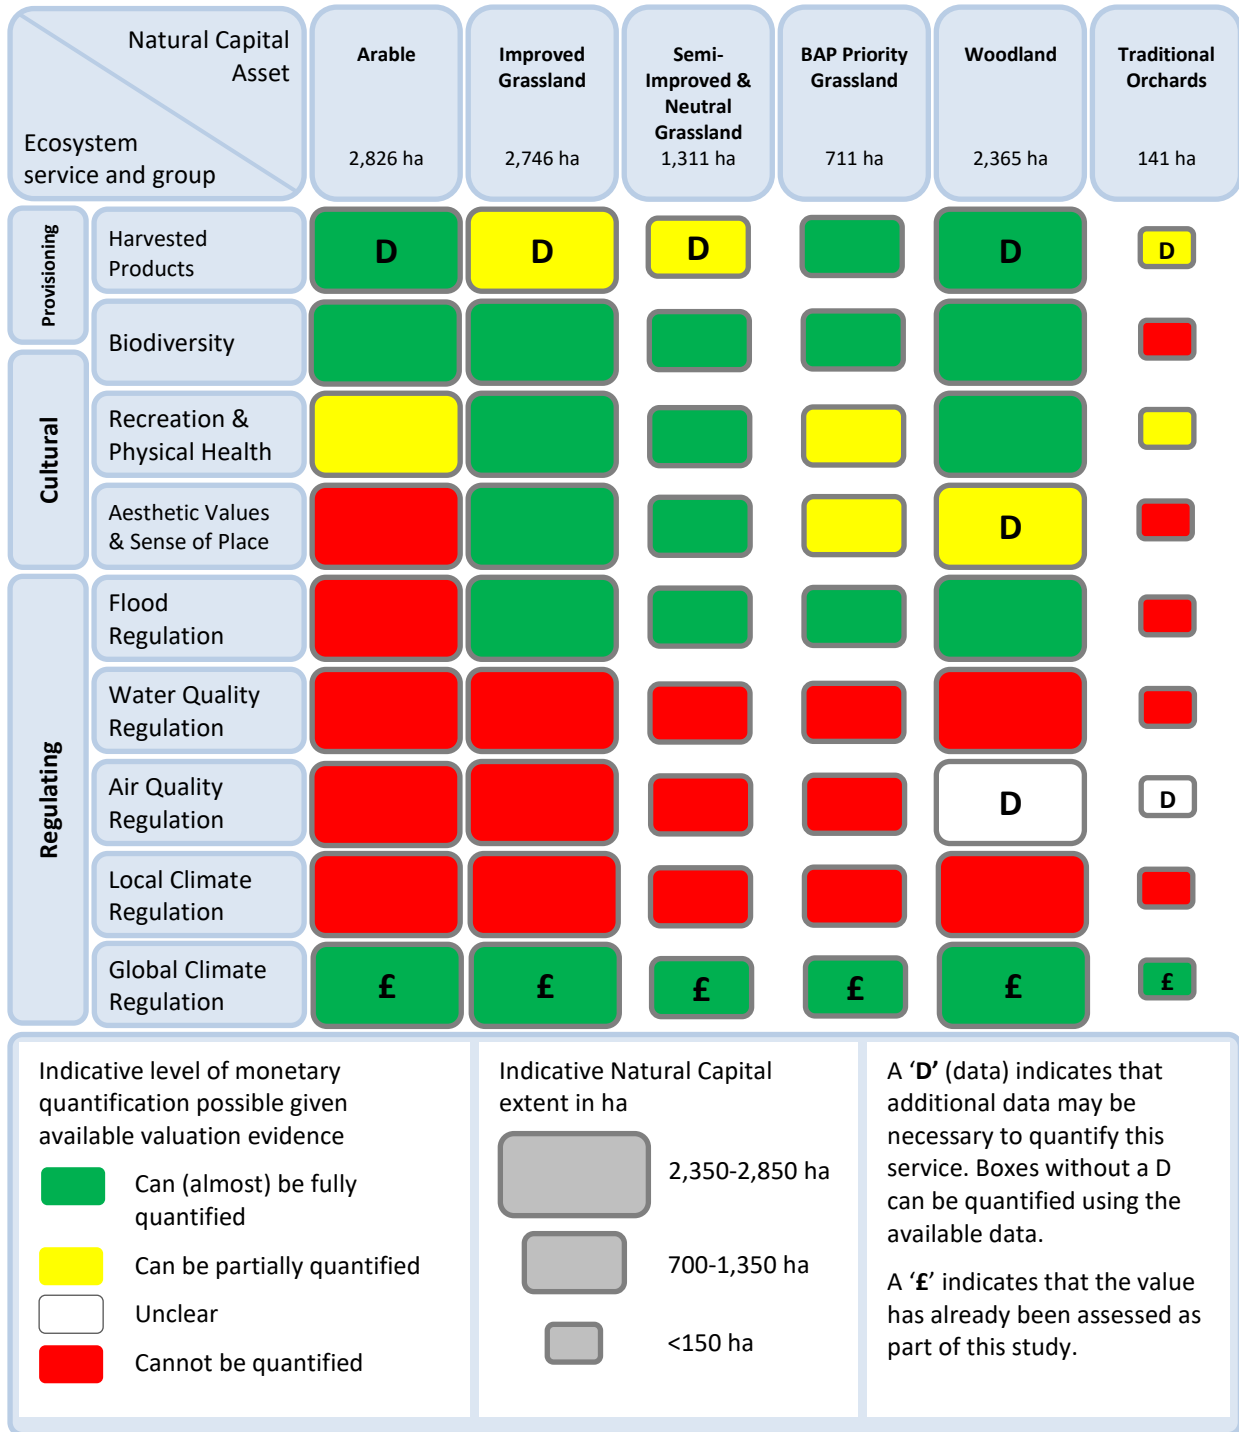 Natural Capital
Asset
Ecosystem
service and group
Arable
2,826 ha
Improved
Grassland
2,746 ha
Semi-
Improved &
Neutral
Grassland
1,311 ha
BAP Priority
Grassland
711 ha
Woodland
2,365 ha
Traditional
Orchards
141 ha
Provisioning
Harvested
Products
D
D
D
D
D
Biodiversity
Cultural
Recreation &
Physical Health
Aesthetic Values
& Sense of Place
D
Regulating
Flood
Regulation
Water Quality
Regulation
Air Quality
Regulation
D
D
Local Climate
Regulation
Global Climate
Regulation
£
£
£
£
£
£
Indicative level of monetary
quantification possible given
available valuation evidence
Can (almost) be fully
quantified
Can be partially quantified
Unclear
Cannot be quantified
Indicative Natural Capital
extent in ha
2,350-2,850 ha
700-1,350 ha
<150 ha
A ‘D’ (data) indicates that
additional data may be
necessary to quantify this
service. Boxes without a D
can be quantified using the
available data.
A ‘£’ indicates that the value
has already been assessed as
part of this study.